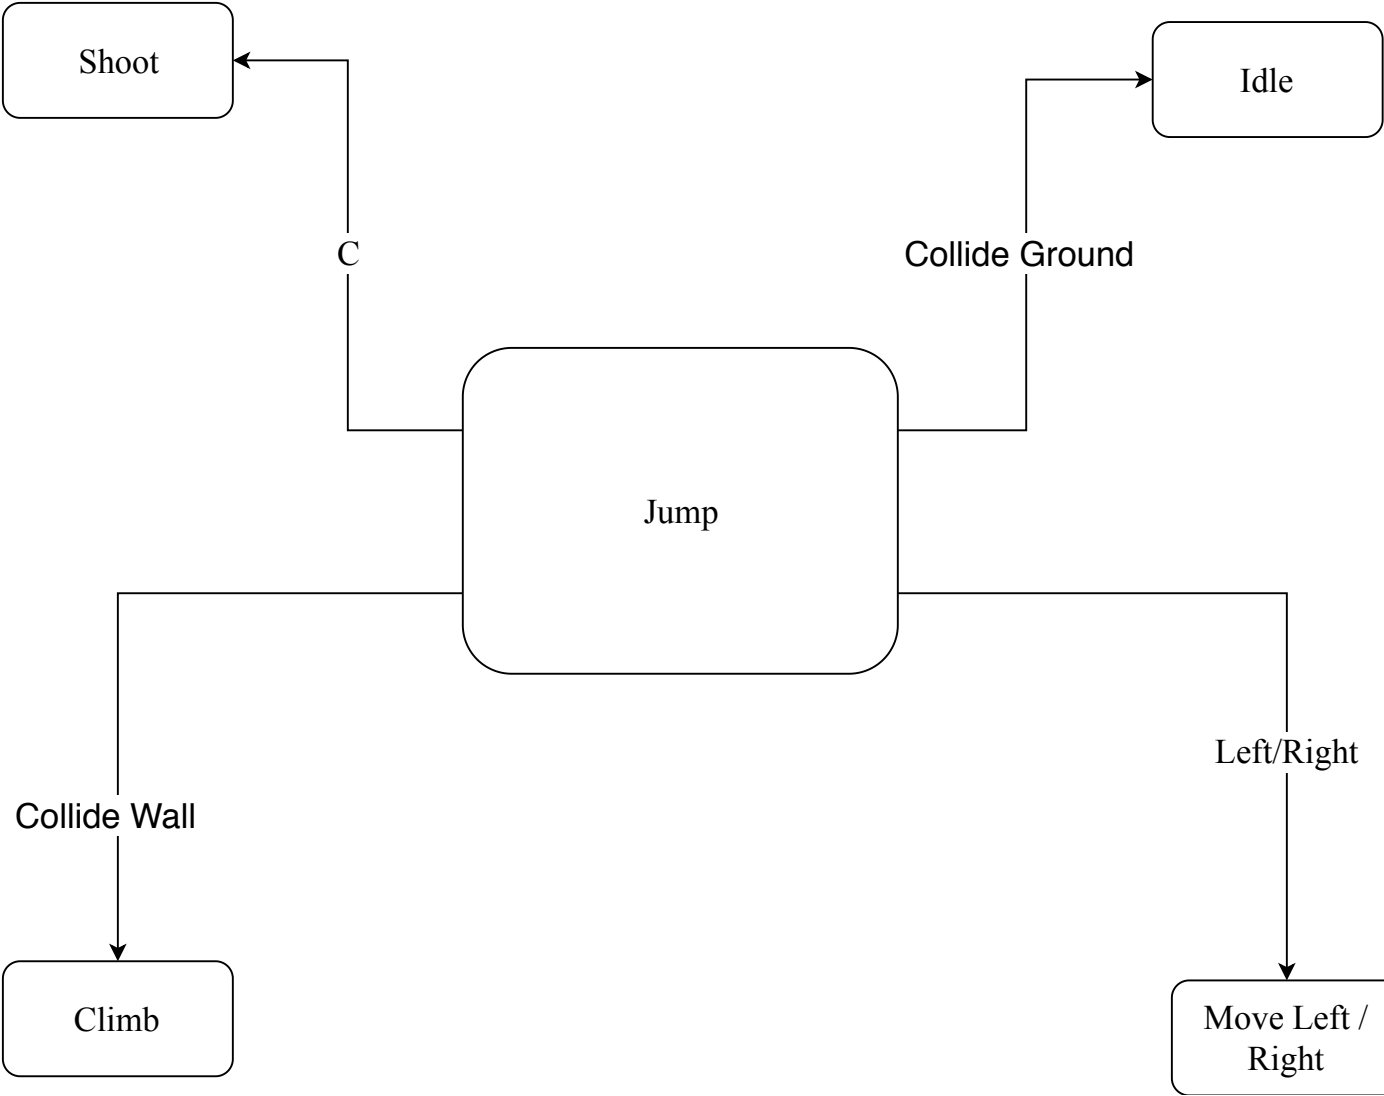 Shoot
Idle
C
Collide Ground
Jump
Left/Right
Collide Wall
Climb
Move Left /
Right